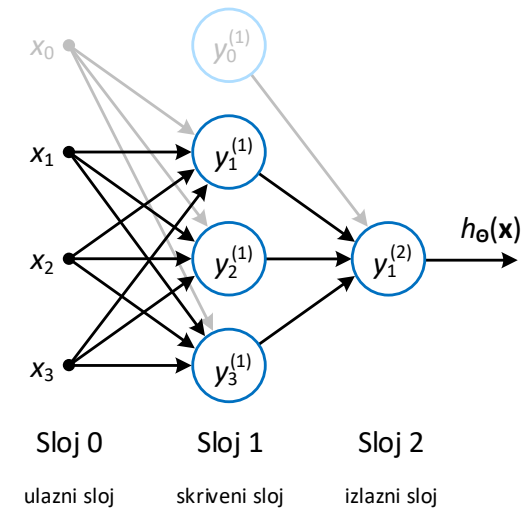 x₀
y₀⁽¹⁾
x₁
y₁⁽¹⁾
x₂
y₂⁽¹⁾
y₁⁽²⁾
h_Θ(x)
x₃
y₃⁽¹⁾
Sloj 0
Sloj 1
Sloj 2
ulazni sloj
skriveni sloj
izlazni sloj